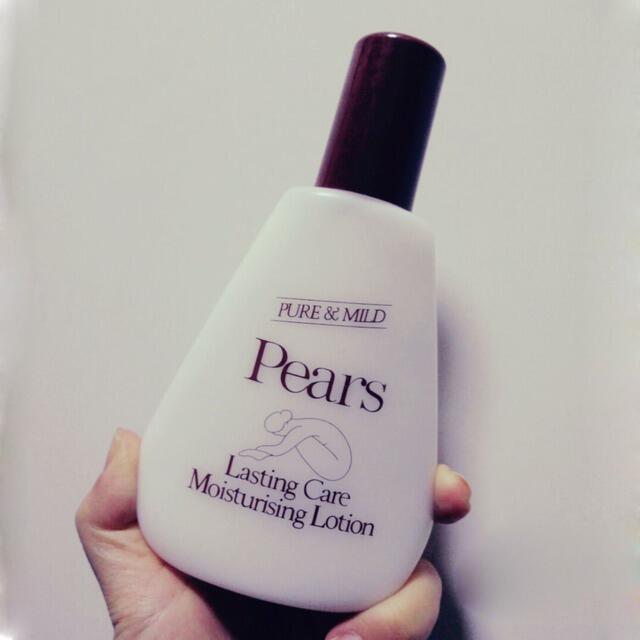 PURE & MILD
Pears
Lasting Care
Moisturising Lotion